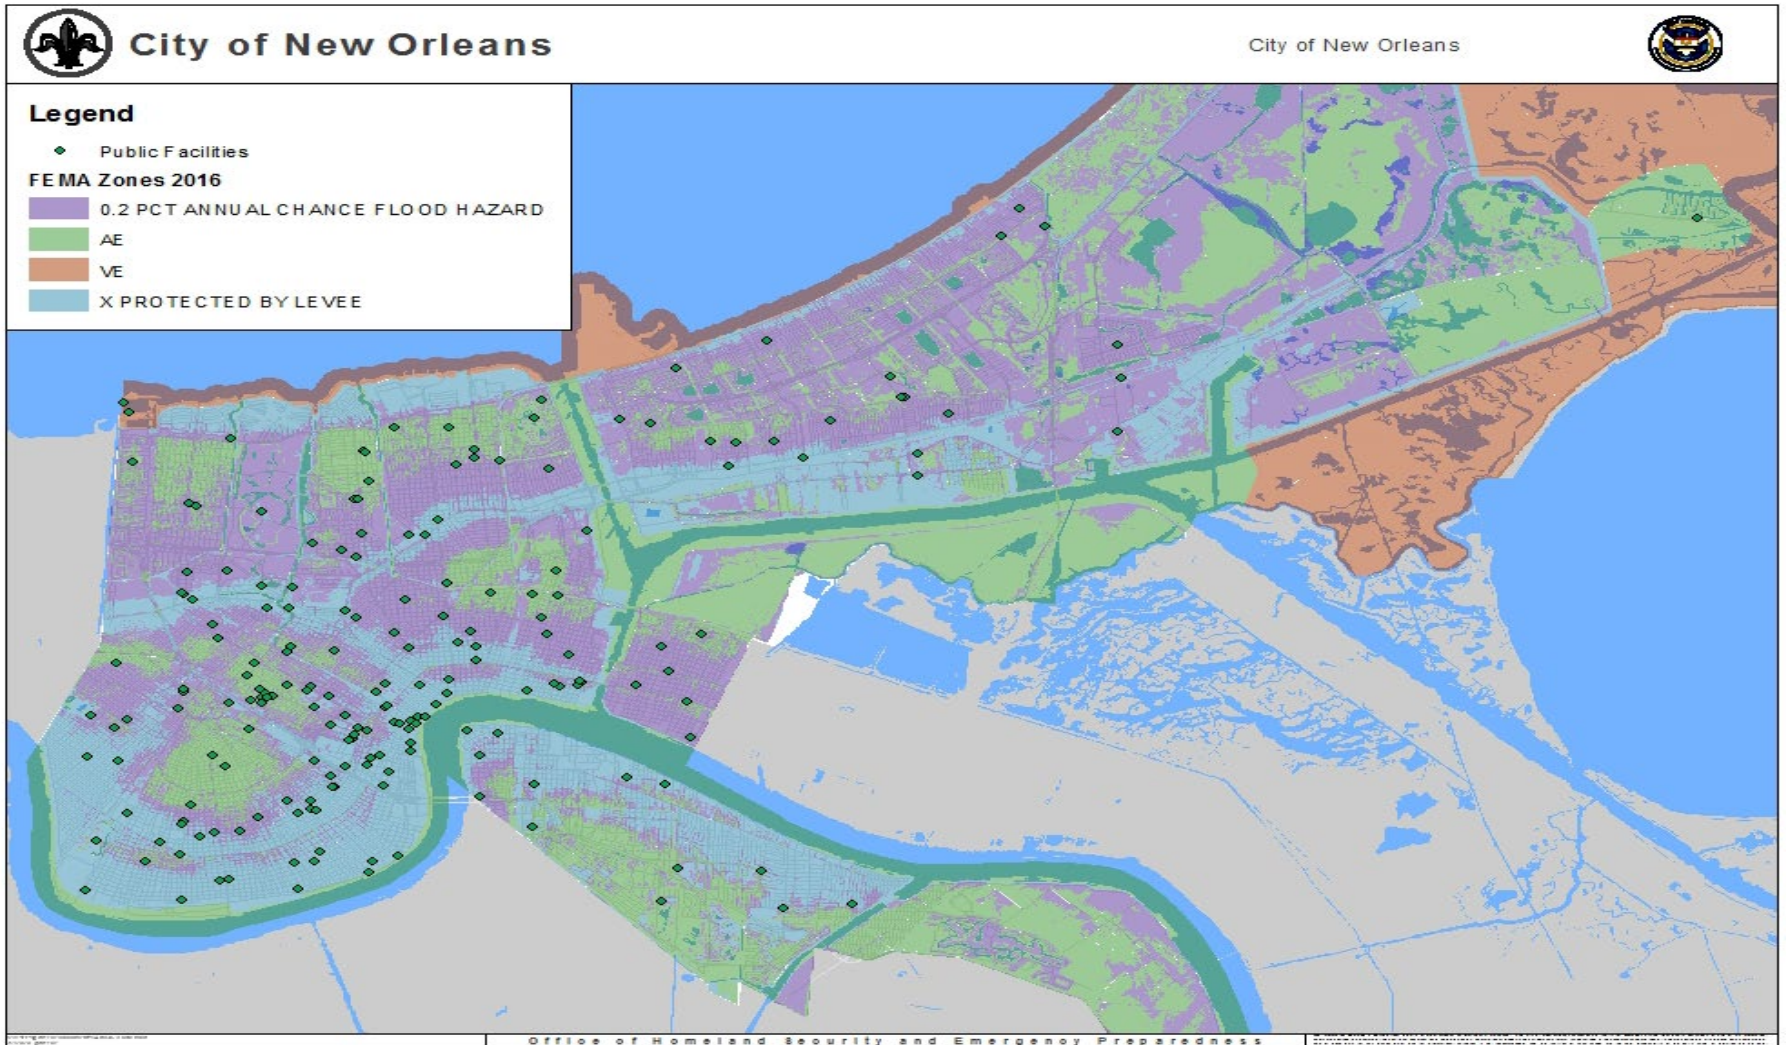 City of New Orleans
City of New Orleans
Legend
Public Facilities
FEMA Zones 2016
0.2 PCT ANNUAL CHANCE FLOOD HAZARD
AE
VE
X PROTECTED BY LEVEE
Office of Homeland Security and Emergency Preparedness